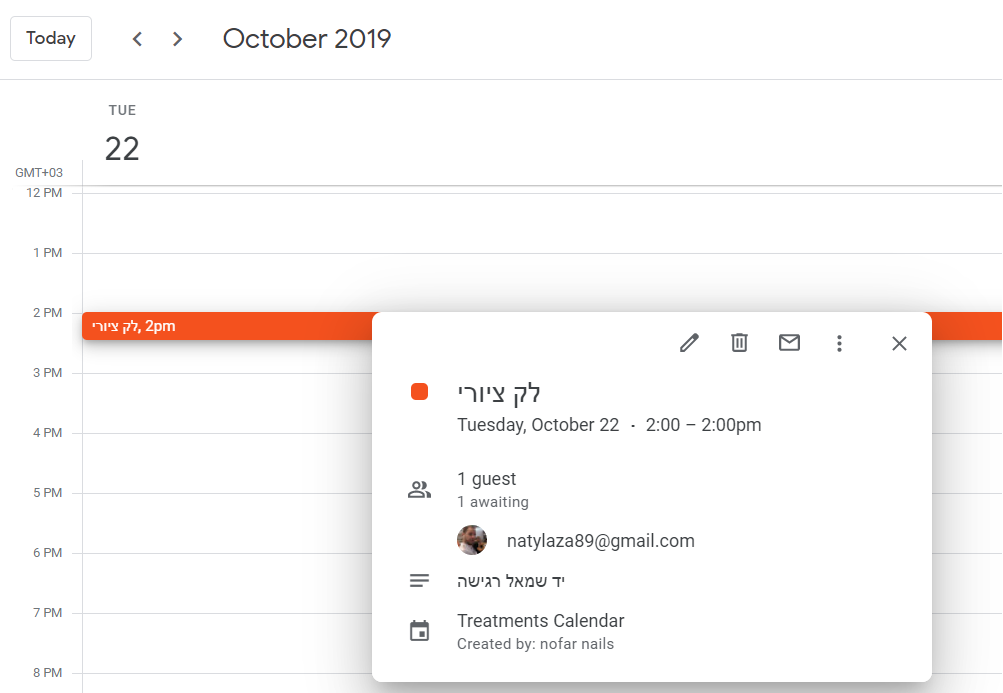 Today
October 2019
TUE
22
GMT+03
12 PM
1 PM
2 PM
לק ציורי, 2pm
3 PM
4 PM
5 PM
6 PM
7 PM
8 PM
לק ציורי
Tuesday, October 22 · 2:00 – 2:00pm
1 guest
1 awaiting
natylaza89@gmail.com
יד שמאל רגישה
Treatments Calendar
Created by: nofar nails